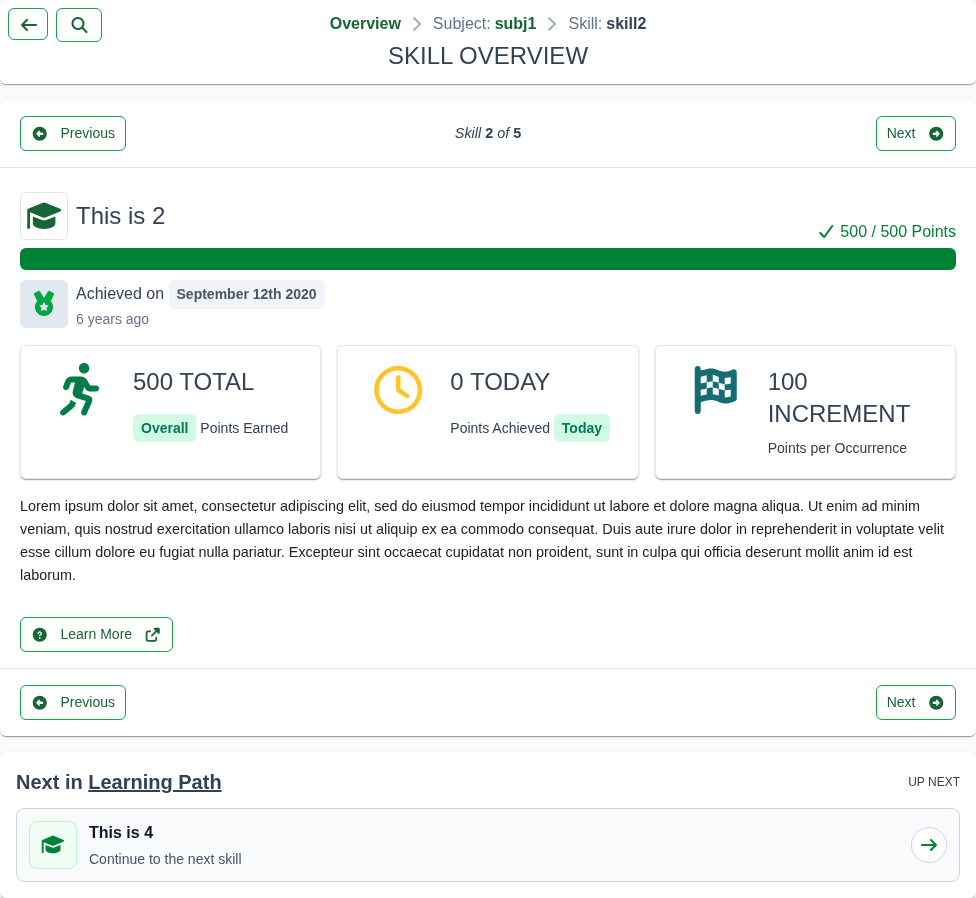 Overview Subject: subj1 Skill: skill2
SKILL OVERVIEW
Previous Skill 2 of 5 Next
This is 2
500 / 500 Points
Achieved on September 12th 2020
6 years ago
500 TOTAL
Overall Points Earned
0 TODAY
Points Achieved Today
100
INCREMENT
Points per Occurrence
Lorem ipsum dolor sit amet, consectetur adipiscing elit, sed do eiusmod tempor incididunt ut labore et dolore magna aliqua. Ut enim ad minim
veniam, quis nostrud exercitation ullamco laboris nisi ut aliquip ex ea commodo consequat. Duis aute irure dolor in reprehenderit in voluptate velit
esse cillum dolore eu fugiat nulla pariatur. Excepteur sint occaecat cupidatat non proident, sunt in culpa qui officia deserunt mollit anim id est
laborum.
Learn More
Previous Next
Next in Learning Path UP NEXT
This is 4
Continue to the next skill